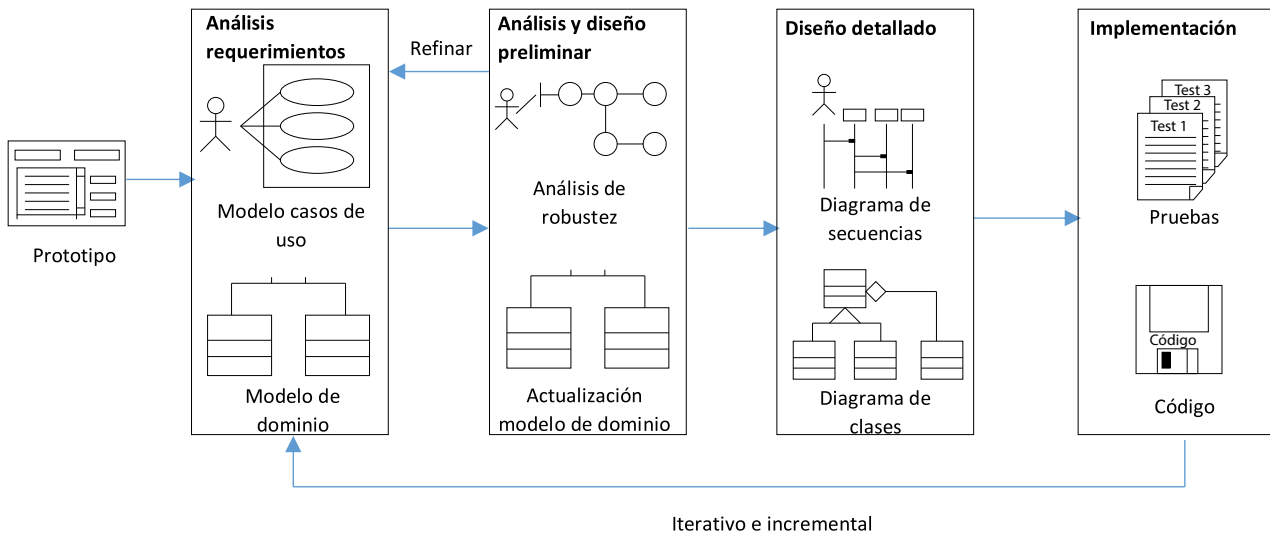 Prototipo
Análisis
requerimientos
Modelo casos de
uso
Modelo de
dominio
Refinar
Análisis y diseño
preliminar
Análisis de
robustez
Actualización
modelo de dominio
Diseño detallado
Diagrama de
secuencias
Diagrama de
clases
Implementación
Test 3
Test 2
Test 1
Pruebas
Código
Código
Iterativo e incremental